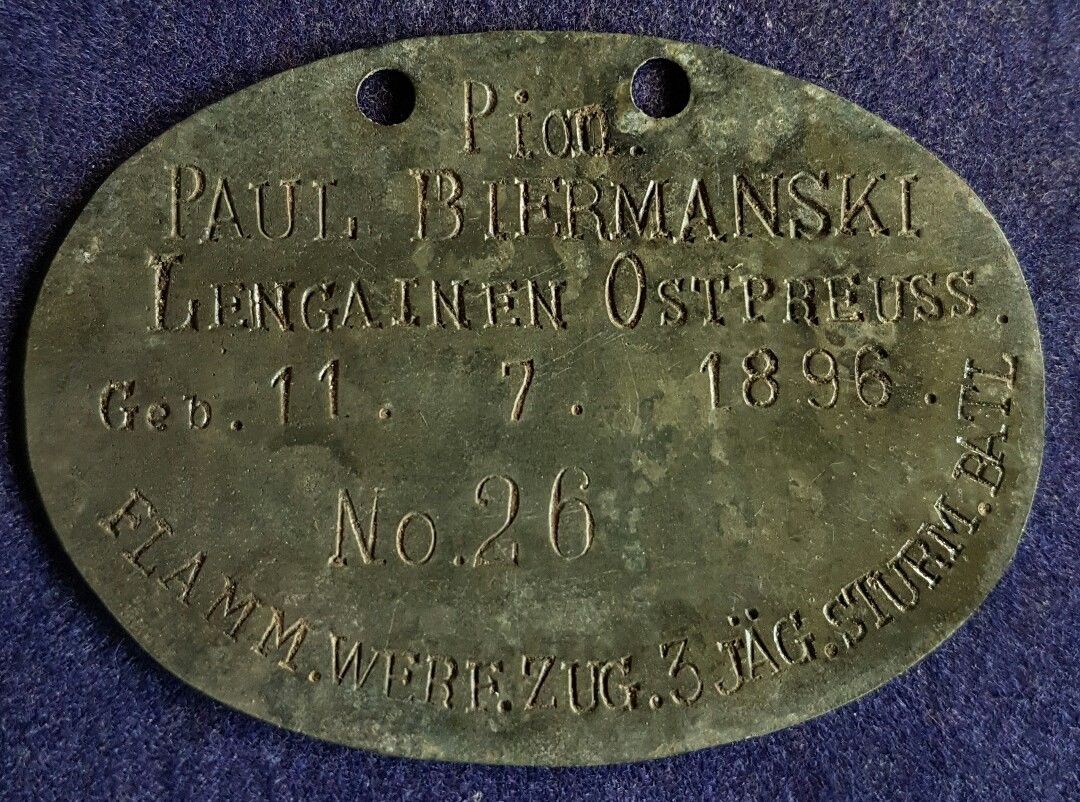 Pion.
PAUL BIERMANSKI
LENGAINEN OSTPREUSS.
Geb. 11. 7. 1896.
No. 26
FLAMM.WERF.ZUG.3 JÄG.STURM.BATL